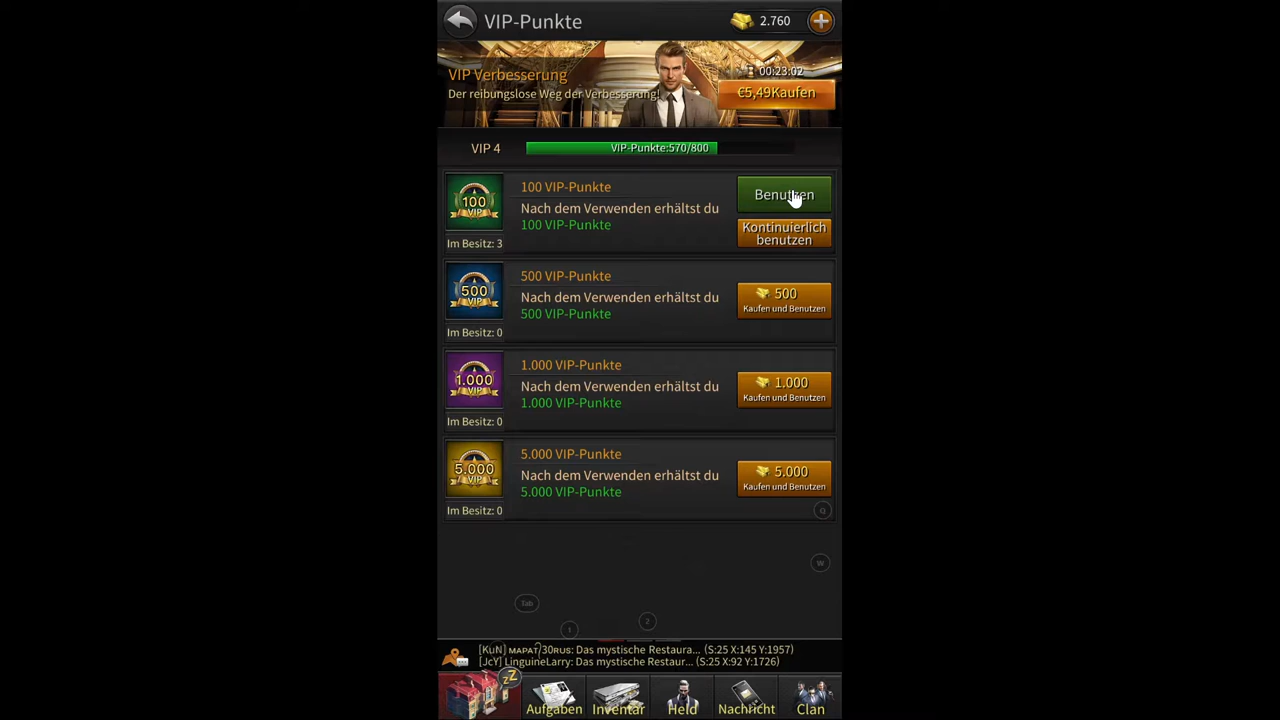 VIP-Punkte
2.760
VIP Verbesserung
00:23:02
Der reibungslose Weg der Verbesserung!
€5,49Kaufen
VIP 4
VIP-Punkte:570/800
100 VIP-Punkte
Nach dem Verwenden erhältst du
100 VIP-Punkte
100
VIP
Im Besitz: 3
Benutzen
Kontinuierlich
benutzen
500 VIP-Punkte
Nach dem Verwenden erhältst du
500 VIP-Punkte
500
VIP
Im Besitz: 0
500
Kaufen und Benutzen
1.000 VIP-Punkte
Nach dem Verwenden erhältst du
1.000 VIP-Punkte
1.000
VIP
Im Besitz: 0
1.000
Kaufen und Benutzen
5.000 VIP-Punkte
Nach dem Verwenden erhältst du
5.000 VIP-Punkte
5.000
VIP
Im Besitz: 0
5.000
Kaufen und Benutzen
Q
W
Tab
1
2
[KuN] : Das mystische Restaura... (S:25 X:145 Y:1957)
[JcY] LinguineLarry: Das mystische Restaur... (S:25 X:92 Y:1726)
zZ
Aufgaben
Inventar
Held
Nachricht
Clan